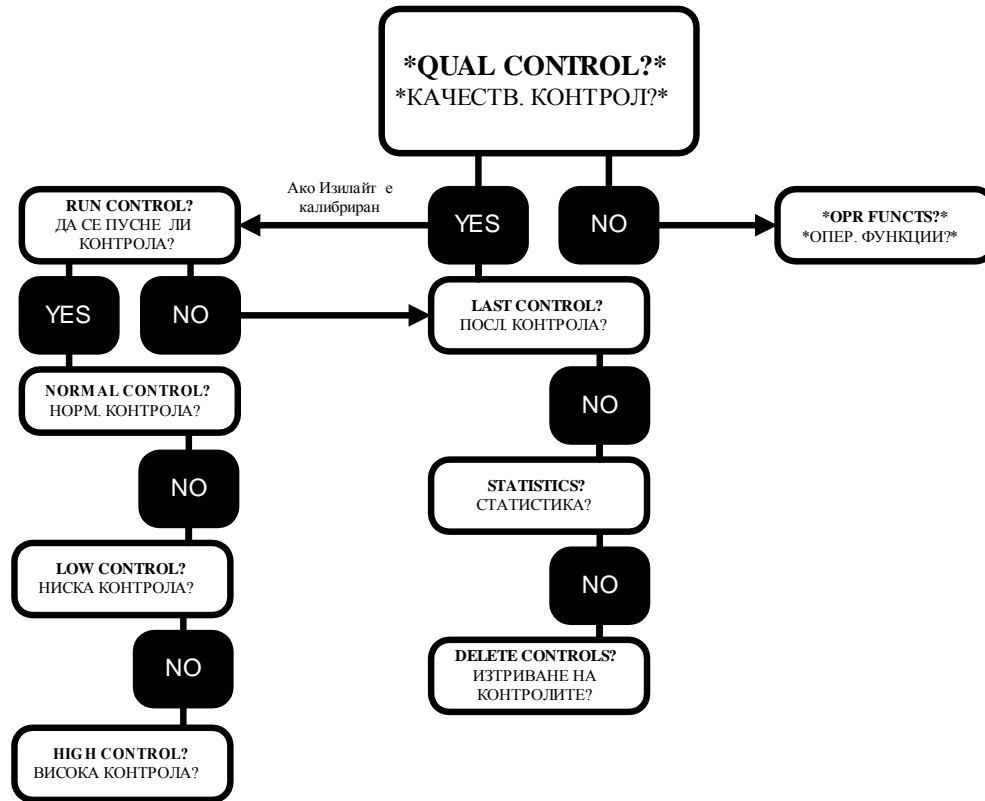 *QUAL CONTROL?*
*КАЧЕСТВ. КОНТРОЛ?*
Ако Изилайт е
калибриран
RUN CONTROL?
ДА СЕ ПУСНЕ ЛИ
КОНТРОЛА?
YES
NO
*OPR FUNCTS?*
*ОПЕР. ФУНКЦИИ?*
YES
NO
LAST CONTROL?
ПОСЛ. КОНТРОЛА?
NORMAL CONTROL?
НОРМ. КОНТРОЛА?
NO
NO
STATISTICS?
СТАТИСТИКА?
LOW CONTROL?
НИСКА КОНТРОЛА?
NO
NO
DELETE CONTROLS?
ИЗТРИВАНЕ НА
КОНТРОЛИТЕ?
HIGH CONTROL?
ВИСОКА КОНТРОЛА?